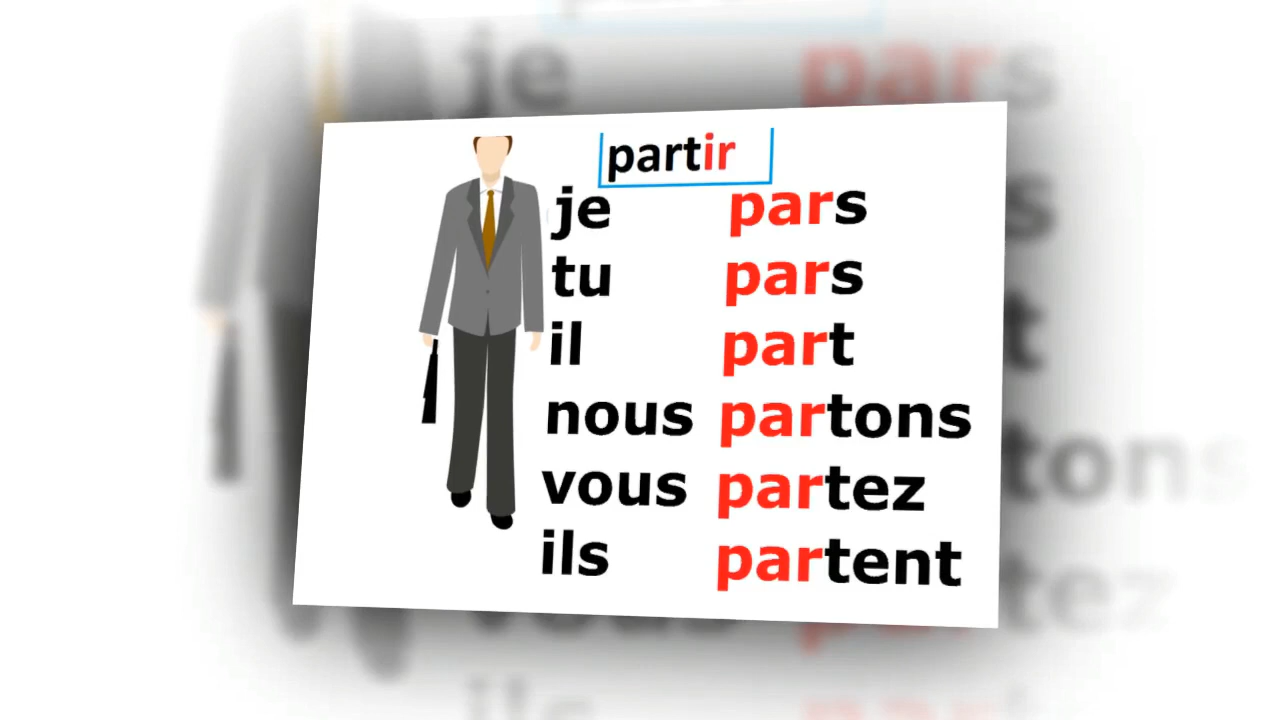 partir
je pars
tu pars
il part
nous partons
vous partez
ils partent